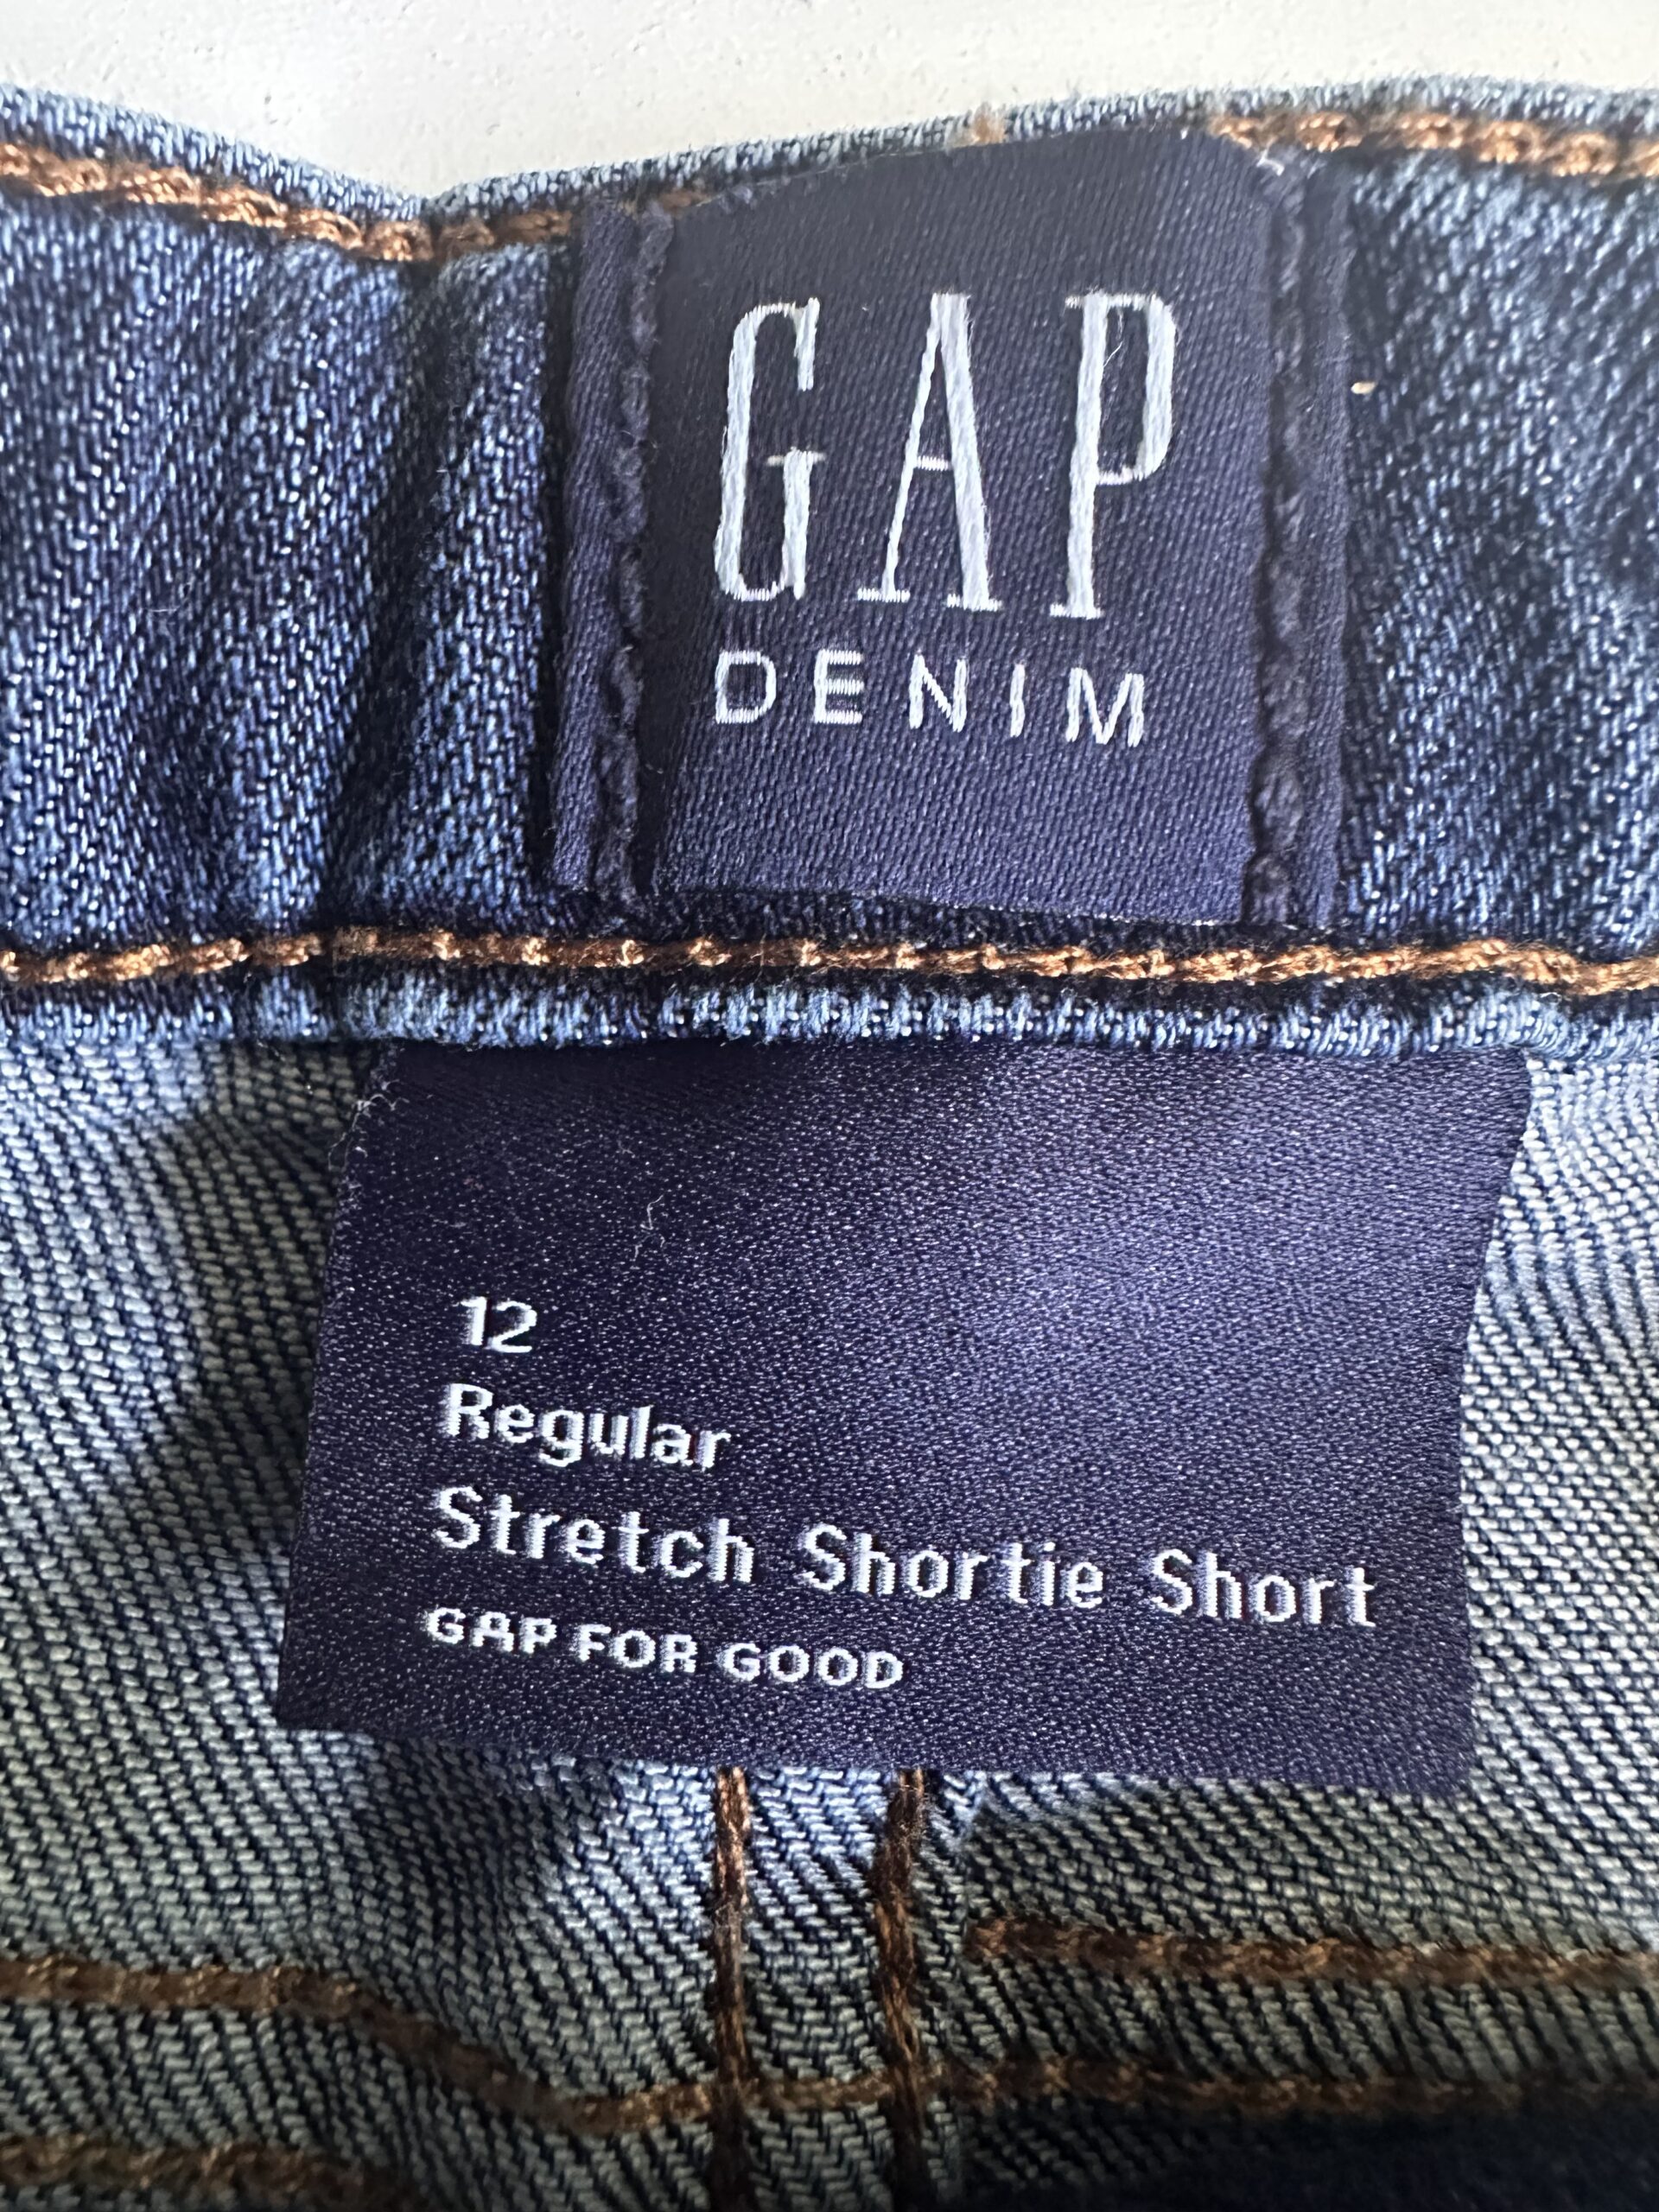 GAP
DENIM
12
Regular
Stretch Shortie Short
GAP FOR GOOD